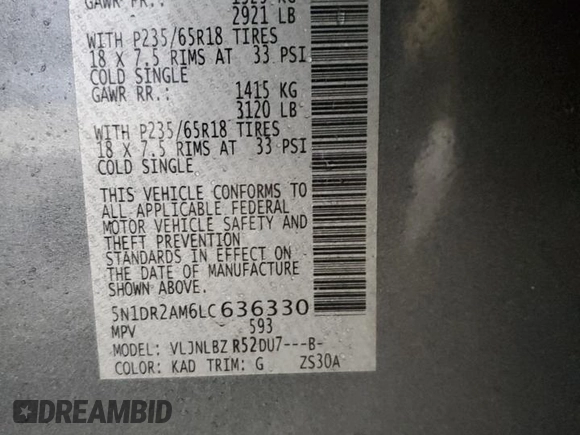 GAWR FR.: 1325 KG
2921 LB
WITH P235/65R18 TIRES
18 X 7.5 RIMS AT 33 PSI
COLD SINGLE
GAWR RR.: 1415 KG
3120 LB
WITH P235/65R18 TIRES
18 X 7.5 RIMS AT 33 PSI
COLD SINGLE
THIS VEHICLE CONFORMS TO
ALL APPLICABLE FEDERAL
MOTOR VEHICLE SAFETY AND
THEFT PREVENTION
STANDARDS IN EFFECT ON
THE DATE OF MANUFACTURE
SHOWN ABOVE.
5N1DR2AM6LC636330
MPV 593
MODEL: VLJNLBZ R52DU7---B-
COLOR: KAD TRIM: G ZS30A
DREAMBID